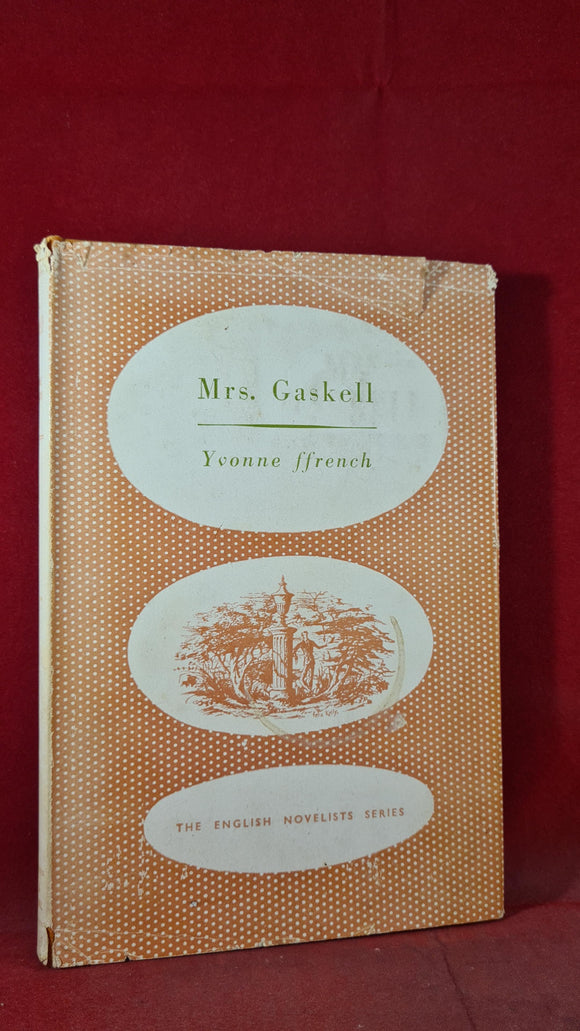 Mrs. Gaskell
Yvonne ffrench
THE ENGLISH NOVELISTS SERIES